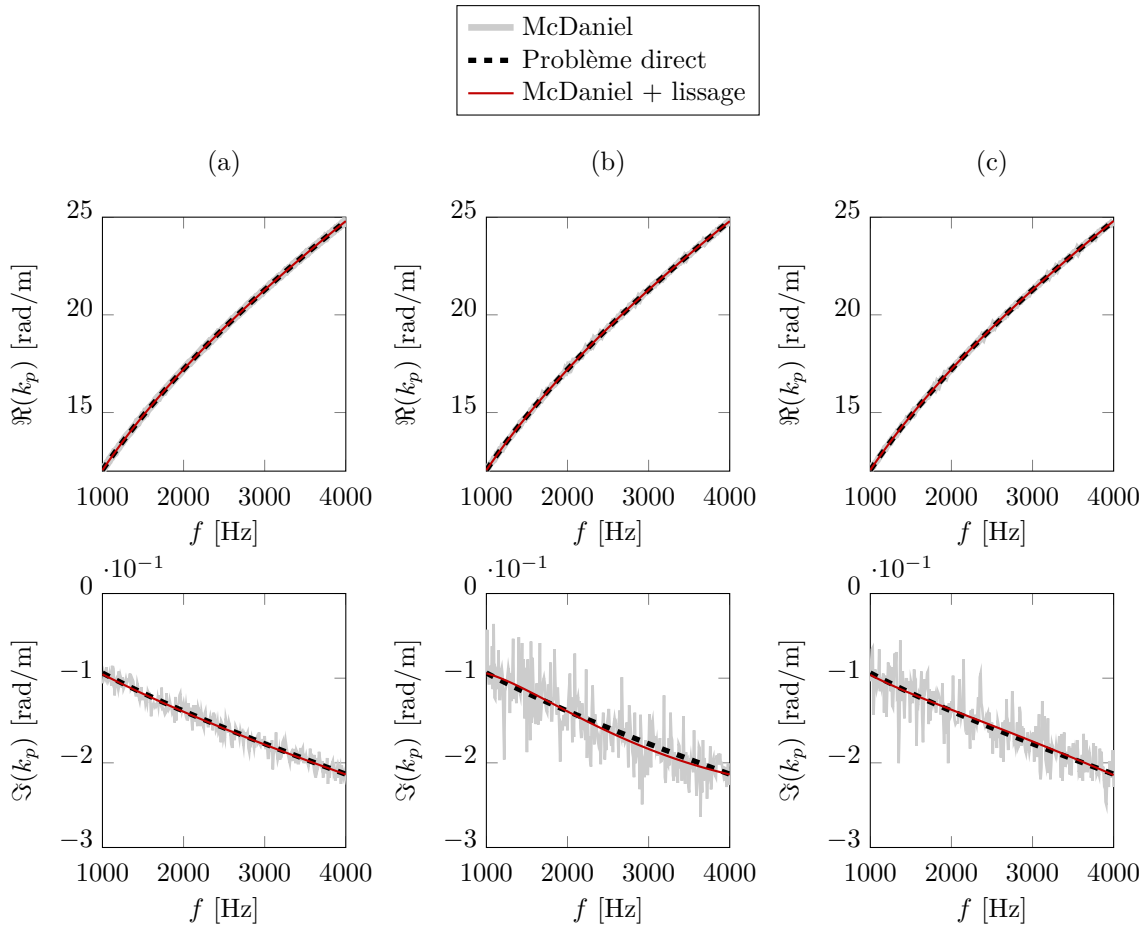 McDaniel
Problème direct
McDaniel + lissage
(a)
(b)
(c)
25
20
15
1000 2000 3000 4000
f [Hz]
ℜ(k_p) [rad/m]
25
20
15
1000 2000 3000 4000
f [Hz]
ℜ(k_p) [rad/m]
25
20
15
1000 2000 3000 4000
f [Hz]
ℜ(k_p) [rad/m]
·10⁻¹
0
−1
−2
−3
1000 2000 3000 4000
f [Hz]
ℑ(k_p) [rad/m]
·10⁻¹
0
−1
−2
−3
1000 2000 3000 4000
f [Hz]
ℑ(k_p) [rad/m]
·10⁻¹
0
−1
−2
−3
1000 2000 3000 4000
f [Hz]
ℑ(k_p) [rad/m]